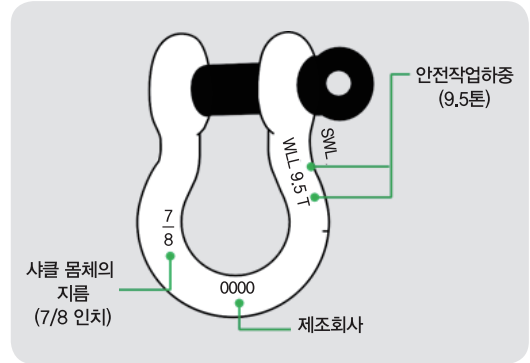 안전작업하중
(9.5톤)
SWL
WLL 9.5 T
7
8
0000
샤클 몸체의
지름
(7/8 인치)
제조회사